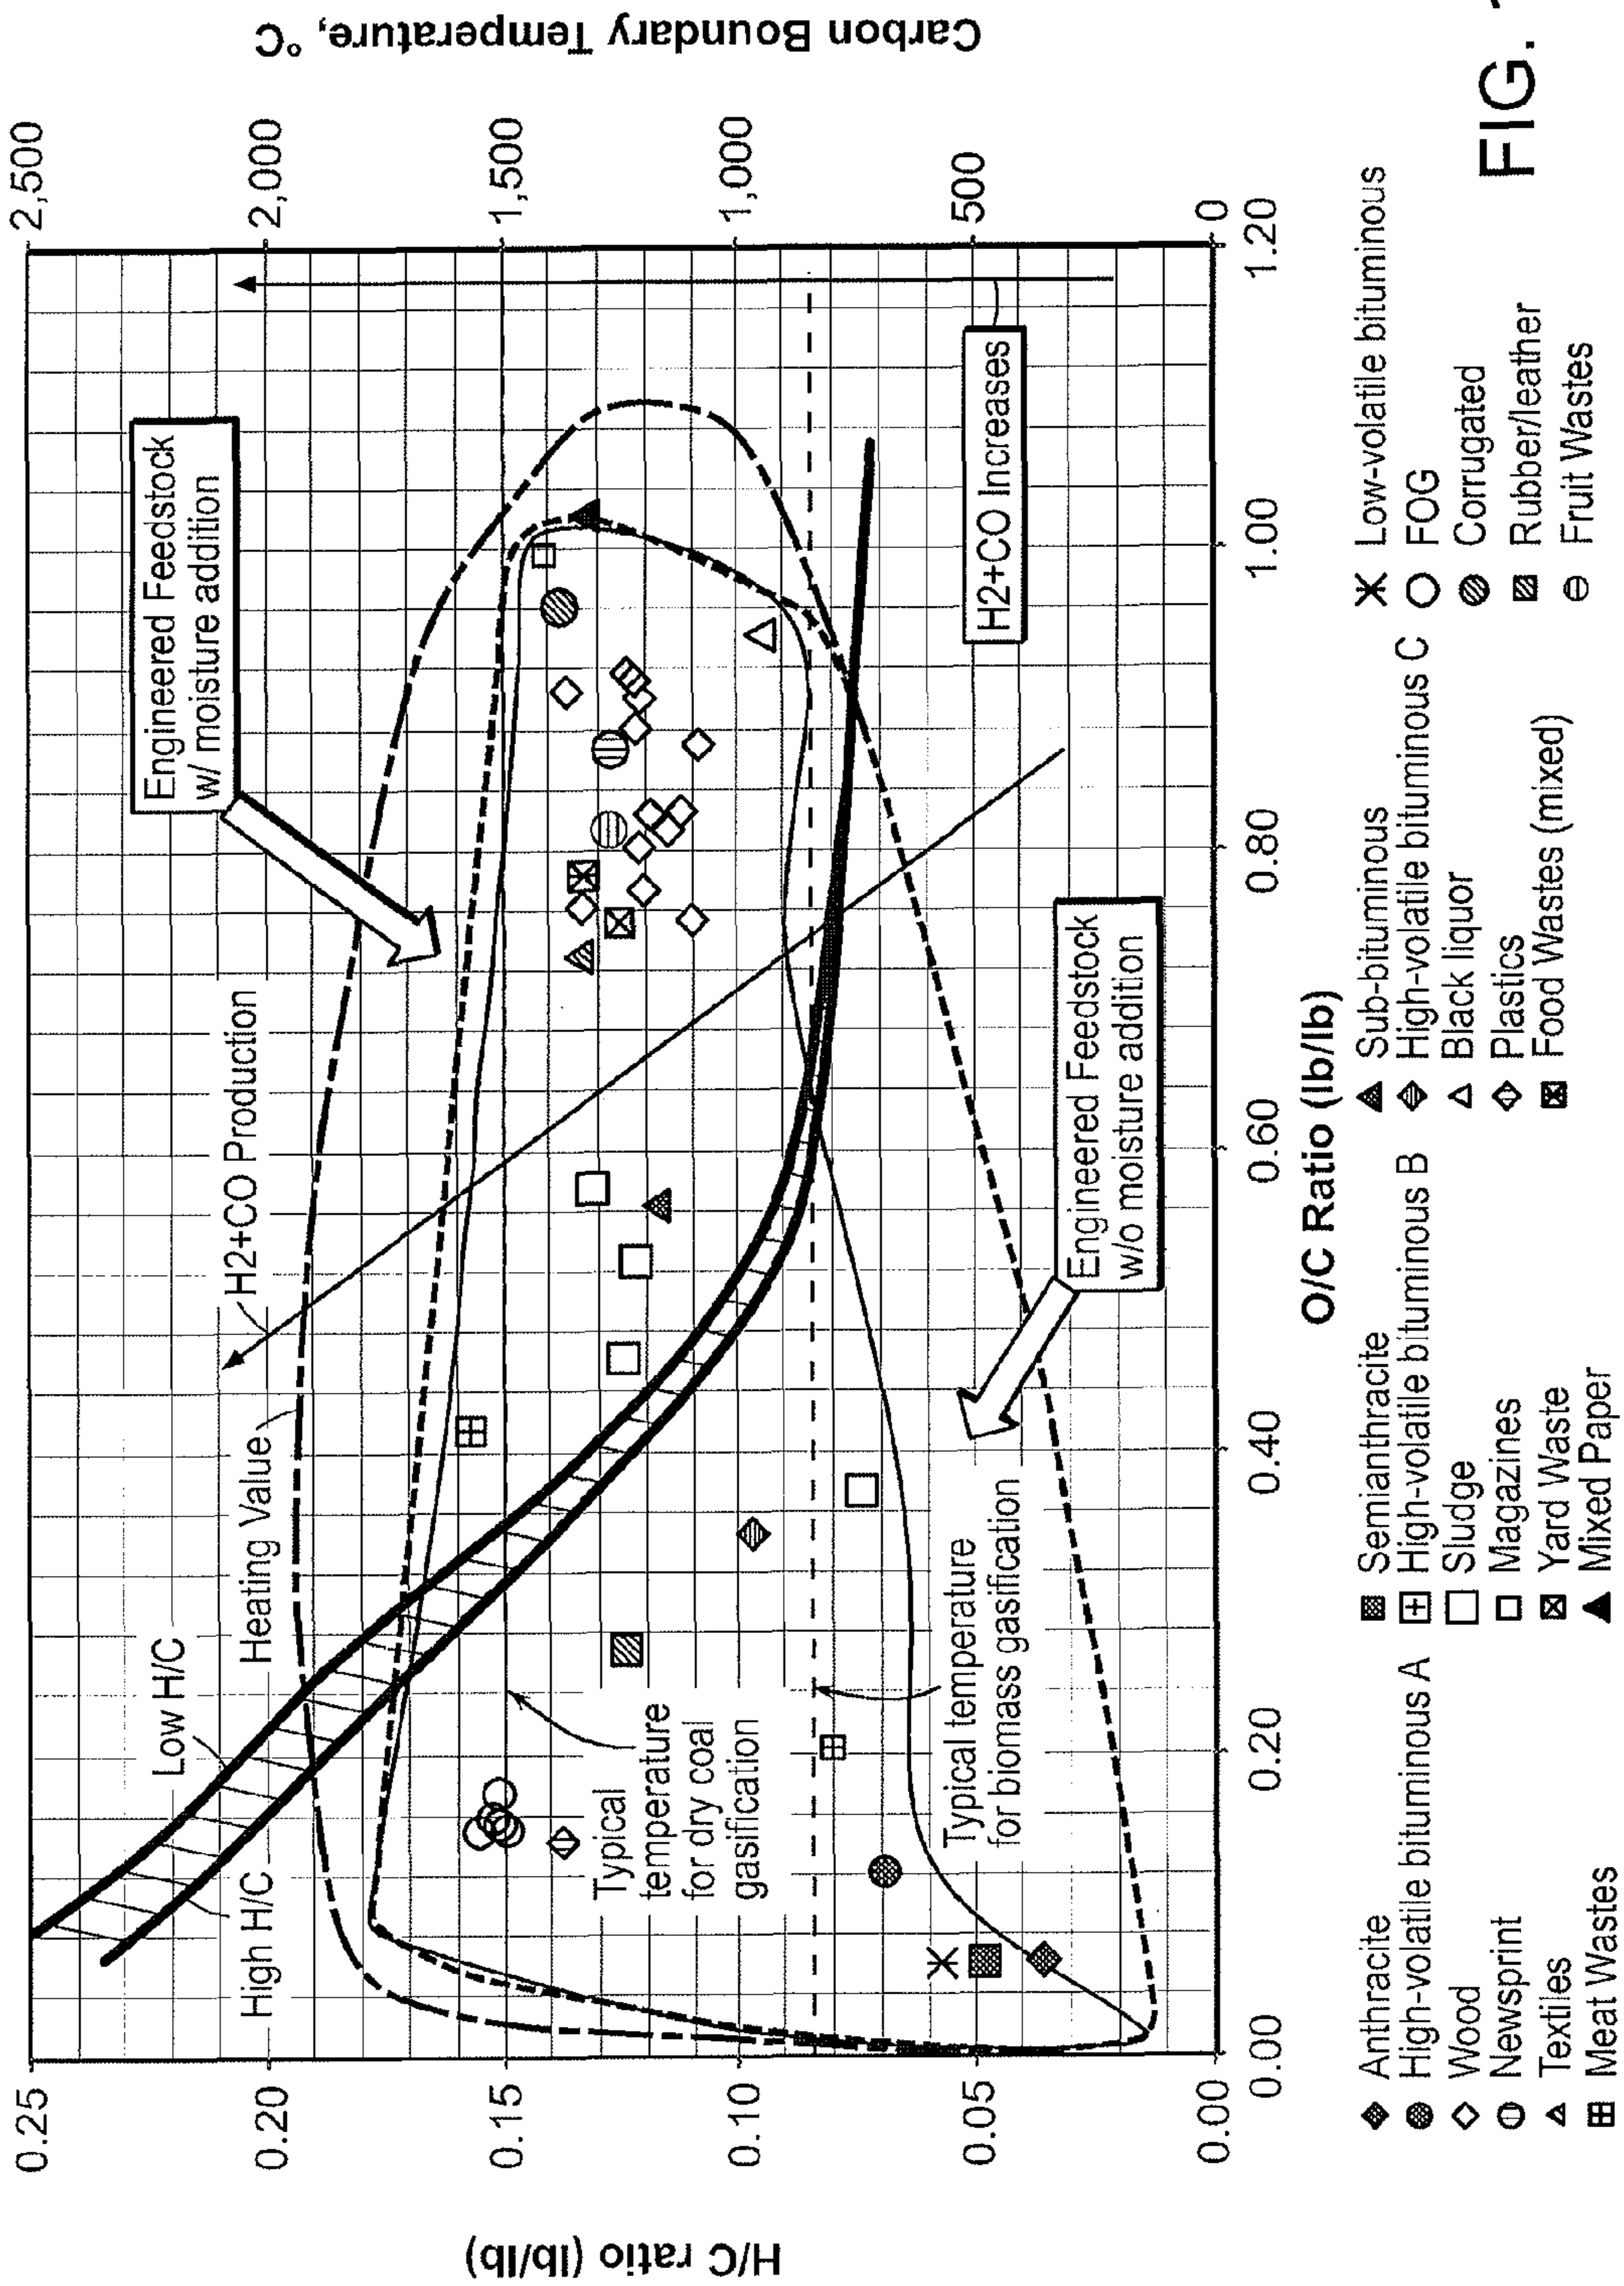 H/C ratio (lb/lb)
0.25
0.20
0.15
0.10
0.05
0.00
Carbon Boundary Temperature, °C
2,500
2,000
1,500
1,000
500
0
0.00
0.20
0.40
0.60
0.80
1.00
1.20
O/C Ratio (lb/lb)
High H/C
Low H/C
Heating Value
H2+CO Production
Engineered Feedstock
w/ moisture addition
Typical
temperature
for dry coal
gasification
Typical temperature
for biomass gasification
Engineered Feedstock
w/o moisture addition
H2+CO Increases
Anthracite
High-volatile bituminous A
Wood
Newsprint
Textiles
Meat Wastes
Semianthracite
High-volatile bituminous B
Sludge
Magazines
Yard Waste
Mixed Paper
Sub-bituminous
High-volatile bituminous C
Black liquor
Plastics
Food Wastes (mixed)
Low-volatile bituminous
FOG
Corrugated
Rubber/leather
Fruit Wastes
FIG.